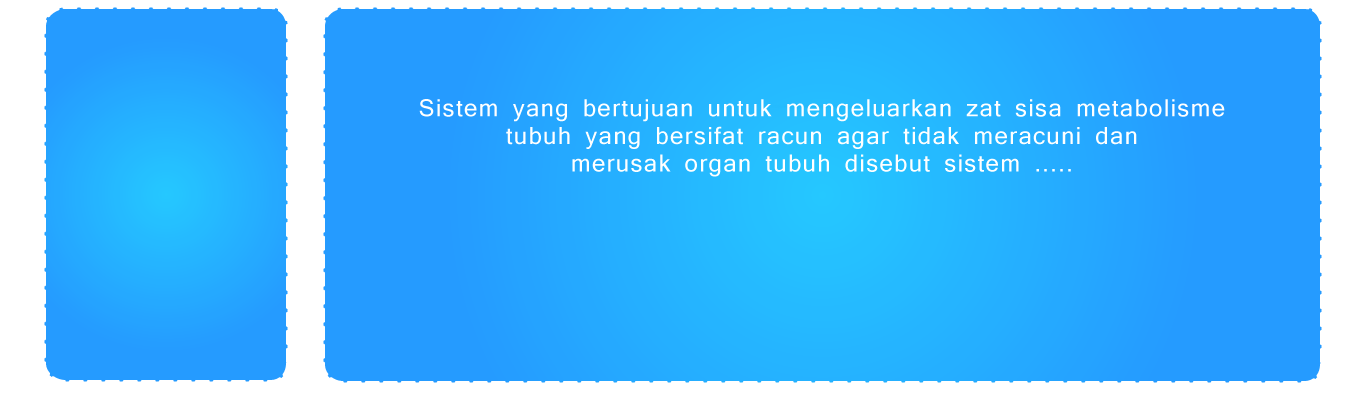 Sistem yang bertujuan untuk mengeluarkan zat sisa metabolisme
tubuh yang bersifat racun agar tidak meracuni dan
merusak organ tubuh disebut sistem .....